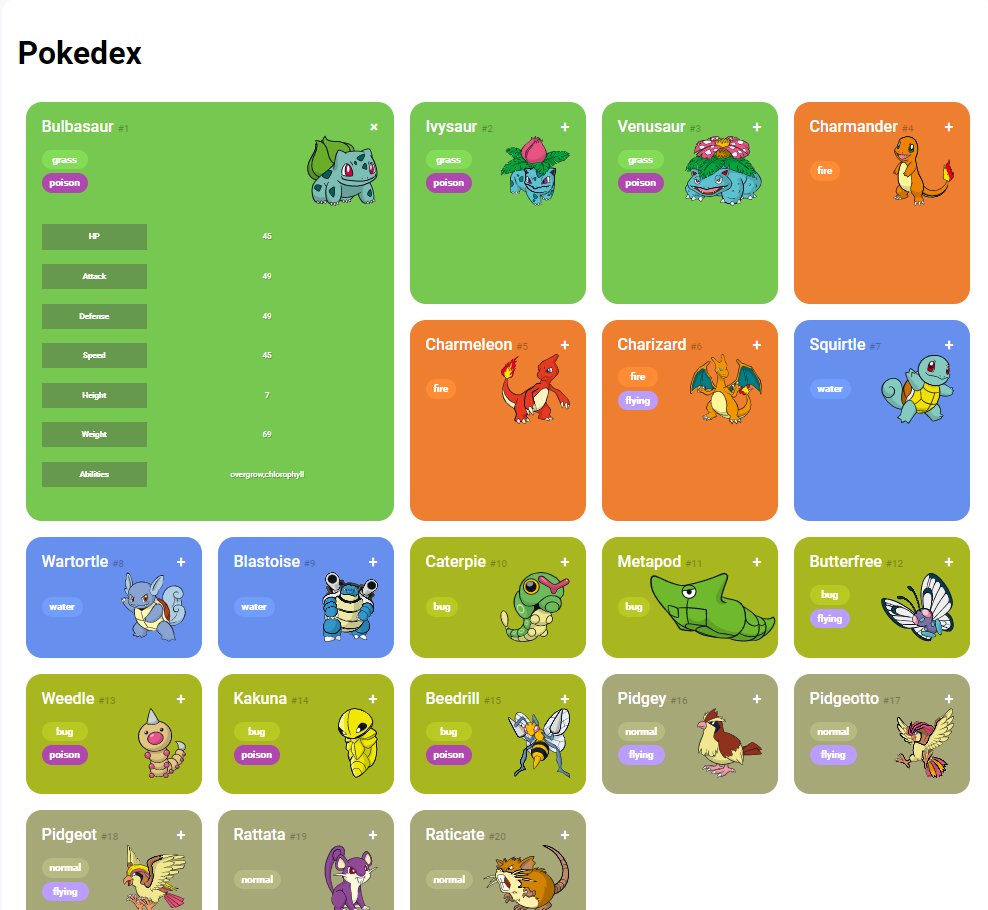 Pokedex
Bulbasaur #1 ×
grass
poison
HP 45
Attack 49
Defense 49
Speed 45
Height 7
Weight 69
Abilities overgrow,chlorophyll
Ivysaur #2 +
grass
poison
Venusaur #3 +
grass
poison
Charmander #4 +
fire
Charmeleon #5 +
fire
Charizard #6 +
fire
flying
Squirtle #7 +
water
Wartortle #8 +
water
Blastoise #9 +
water
Caterpie #10 +
bug
Metapod #11 +
bug
Butterfree #12 +
bug
flying
Weedle #13 +
bug
poison
Kakuna #14 +
bug
poison
Beedrill #15 +
bug
poison
Pidgey #16 +
normal
flying
Pidgeotto #17 +
normal
flying
Pidgeot #18 +
normal
flying
Rattata #19 +
normal
Raticate #20 +
normal